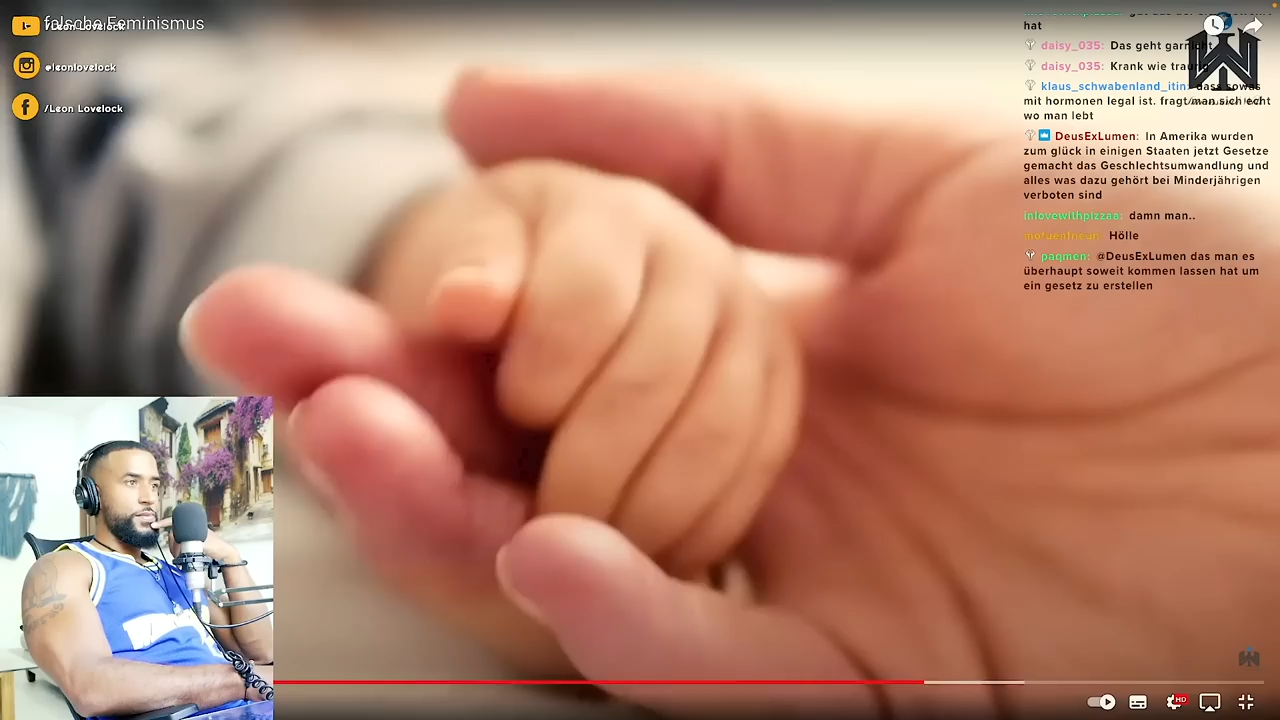 falsche Feminismus
/Leon Lovelock
@leonlovelock
/Leon Lovelock
hat
daisy_035: Das geht garnicht
daisy_035: Krank wie
klaus_schwabenland_itin: dass sowas
mit hormonen legal ist. fragt man sich echt
wo man lebt
DeusExLumen: In Amerika wurden
zum glück in einigen Staaten jetzt Gesetze
gemacht das Geschlechtsumwandlung und
alles was dazu gehört bei Minderjährigen
verboten sind
inlovewithpizzaa: damn man..
Hölle
paqmen: @DeusExLumen das man es
überhaupt soweit kommen lassen hat um
ein gesetz zu erstellen
HD